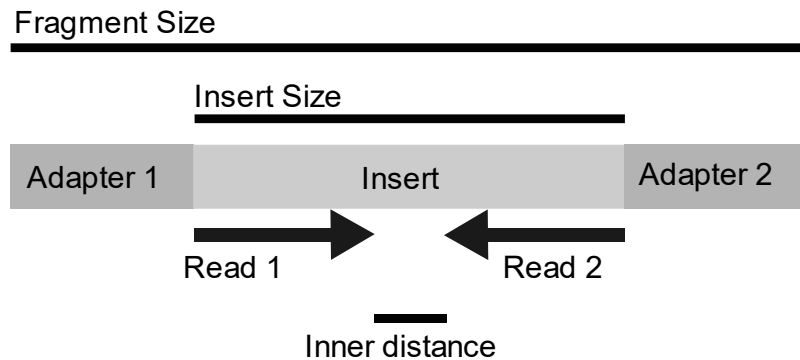 Fragment Size
Insert Size
Adapter 1 Insert Adapter 2
Read 1 Read 2
Inner distance